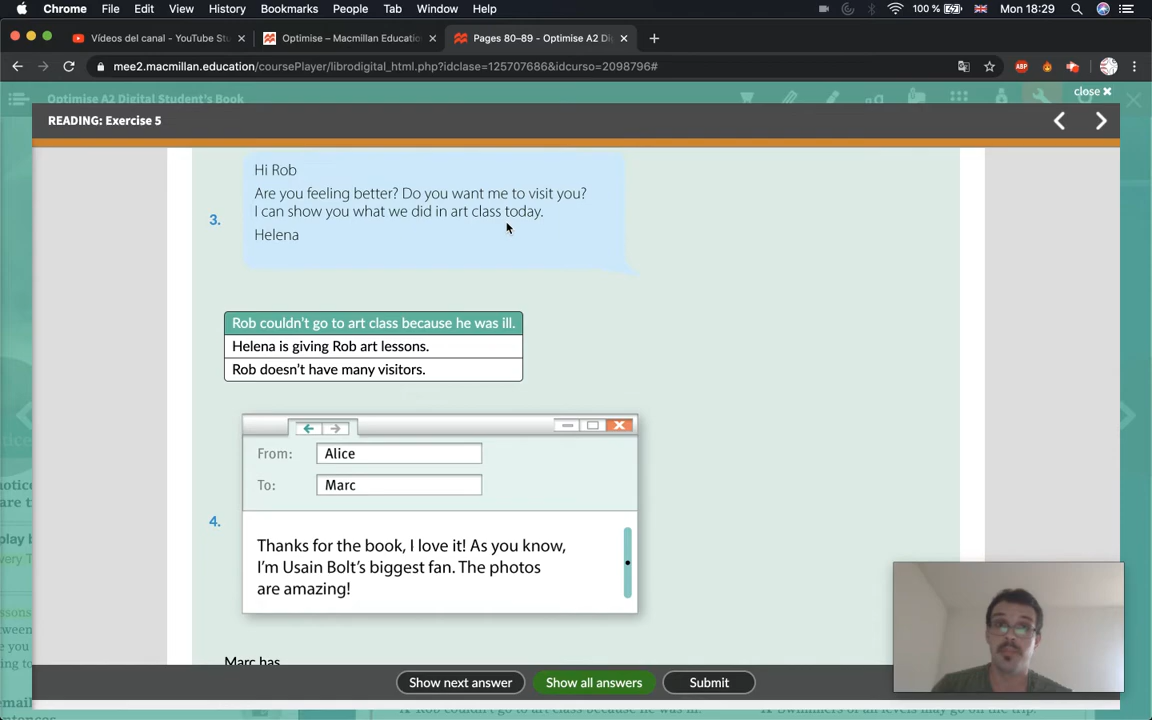 Chrome File Edit View History Bookmarks People Tab Window Help 100 % Mon 18:29
Vídeos del canal - YouTube Stu Optimise – Macmillan Educatio Pages 80–89 - Optimise A2 Di
mee2.macmillan.education/coursePlayer/librodigital_html.php?idclase=125707686&idcurso=2098796#
ABP
Optimise A2 Digital Student's Book
close
READING: Exercise 5
3.
Hi Rob
Are you feeling better? Do you want me to visit you?
I can show you what we did in art class today.
Helena
Rob couldn't go to art class because he was ill.
Helena is giving Rob art lessons.
Rob doesn't have many visitors.
4.
From: Alice
To: Marc
Thanks for the book, I love it! As you know,
I'm Usain Bolt's biggest fan. The photos
are amazing!
Marc has
Show next answer Show all answers Submit